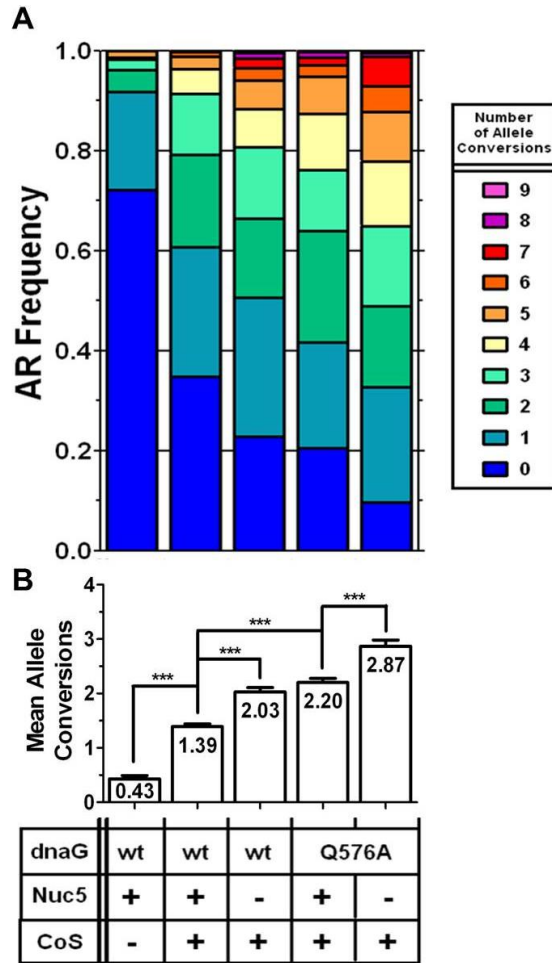 A
AR Frequency
1.0
0.8
0.6
0.4
0.2
0.0
Number
of Allele
Conversions
9
8
7
6
5
4
3
2
1
0
B
Mean Allele
Conversions
4
3
2
1
0
***
***
***
***
0.43
1.39
2.03
2.20
2.87
dnaG wt wt wt Q576A
Nuc5 + + - + -
CoS - + + + +